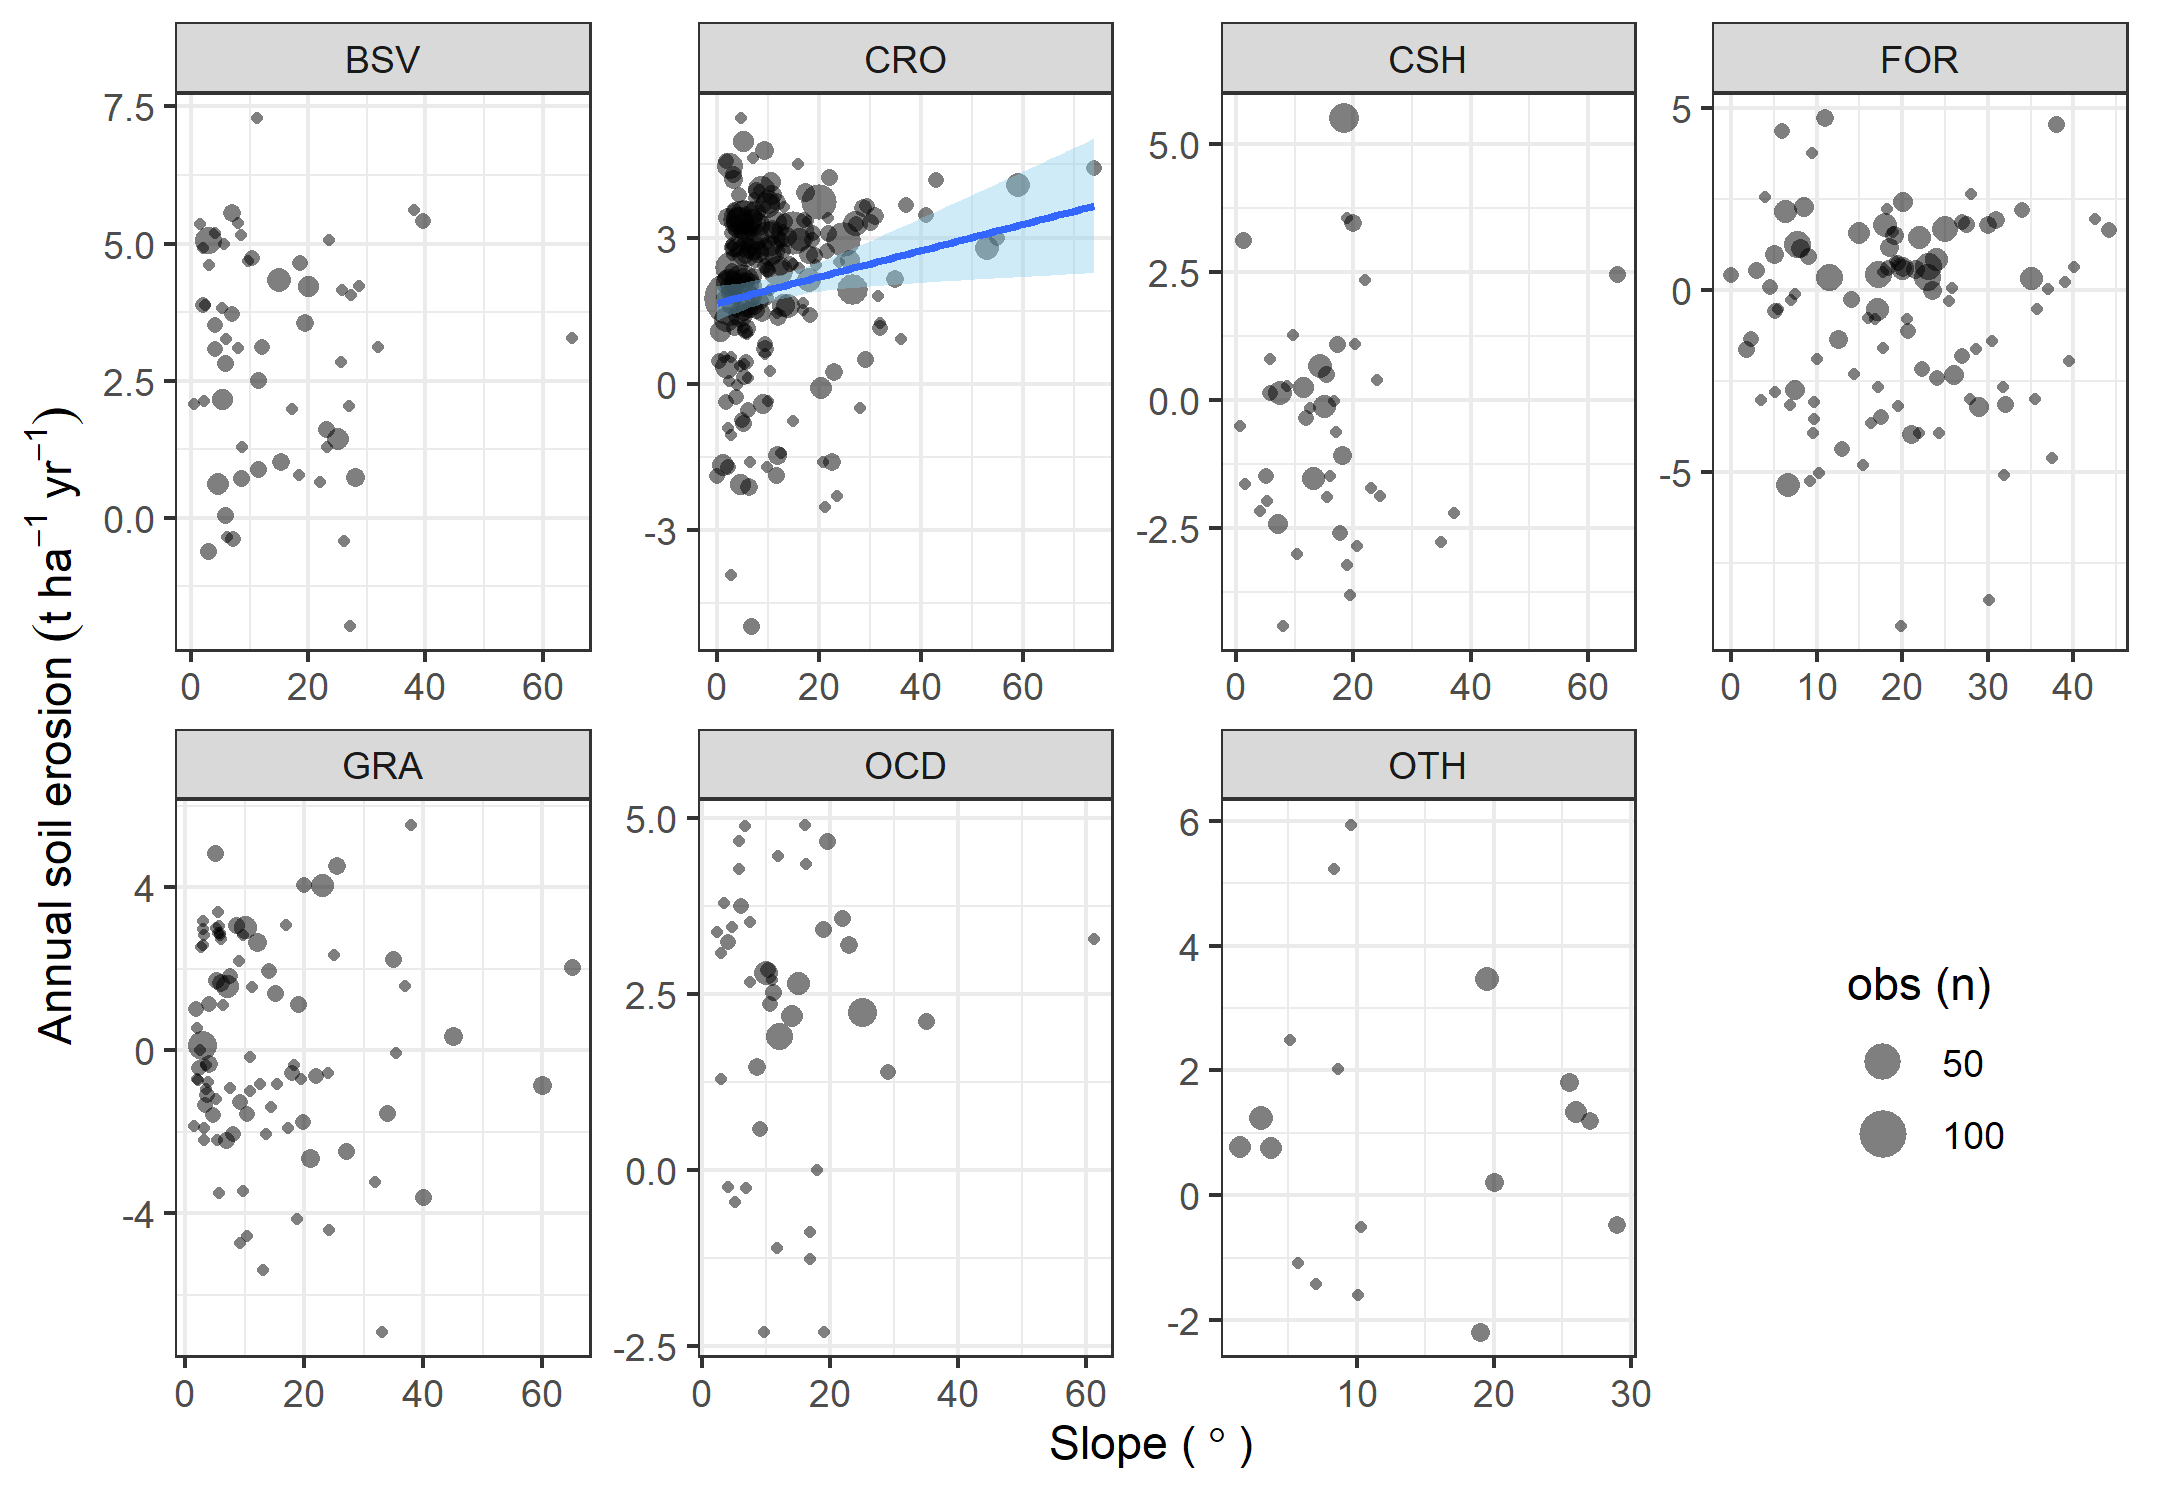 BSV CRO CSH FOR
7.5 5.0 2.5 0.0
3 0 -3
5.0 2.5 0.0 -2.5
5 0 -5
0 20 40 60 0 20 40 60 0 20 40 60 0 10 20 30 40
Annual soil erosion (t ha⁻¹ yr⁻¹)
GRA OCD OTH
4 0 -4
5.0 2.5 0.0 -2.5
6 4 2 0 -2
0 20 40 60 0 20 40 60 10 20 30
Slope ( ° )
obs (n)
50
100